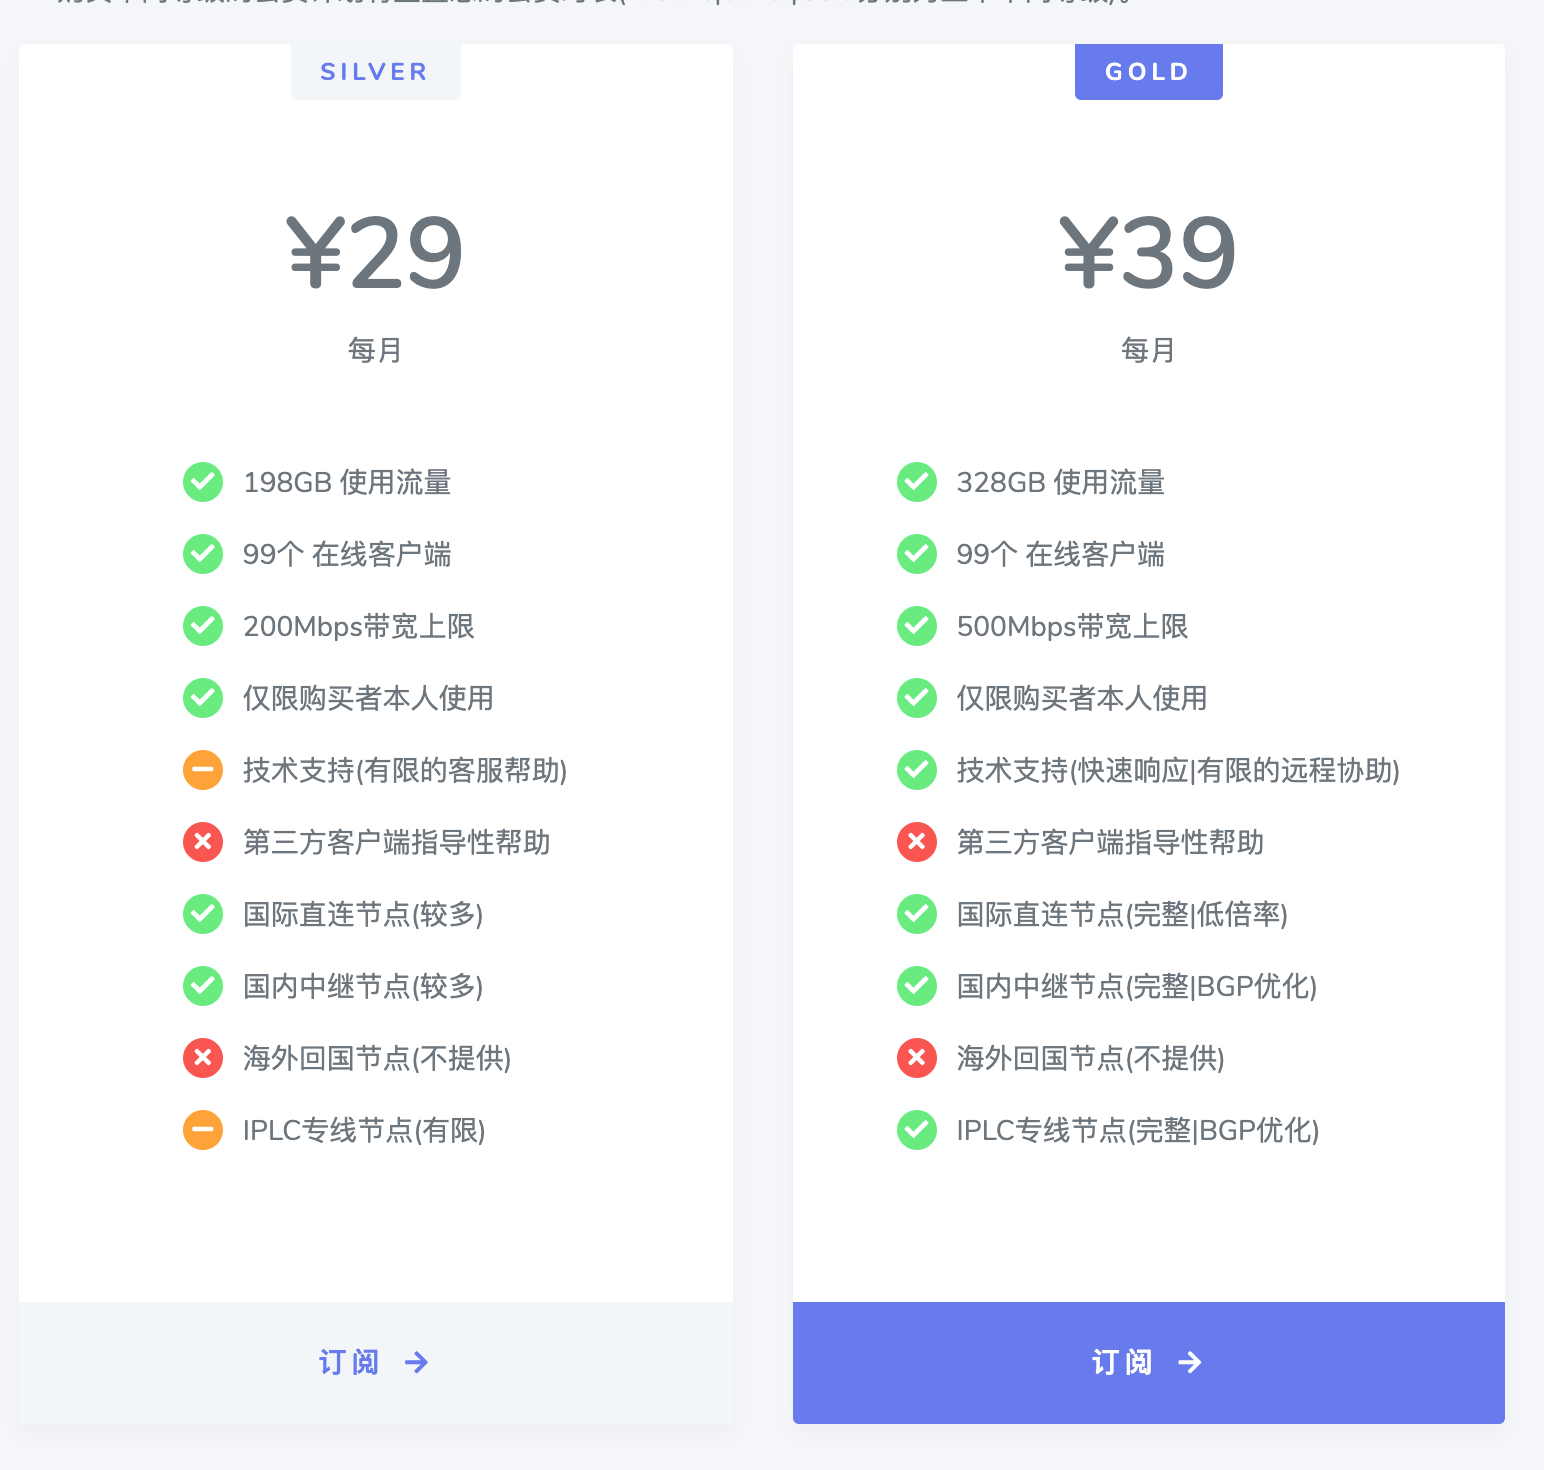 SILVER
¥29
每月
198GB 使用流量
99个 在线客户端
200Mbps带宽上限
仅限购买者本人使用
技术支持(有限的客服帮助)
第三方客户端指导性帮助
国际直连节点(较多)
国内中继节点(较多)
海外回国节点(不提供)
IPLC专线节点(有限)
订阅 →
GOLD
¥39
每月
328GB 使用流量
99个 在线客户端
500Mbps带宽上限
仅限购买者本人使用
技术支持(快速响应|有限的远程协助)
第三方客户端指导性帮助
国际直连节点(完整|低倍率)
国内中继节点(完整|BGP优化)
海外回国节点(不提供)
IPLC专线节点(完整|BGP优化)
订阅 →